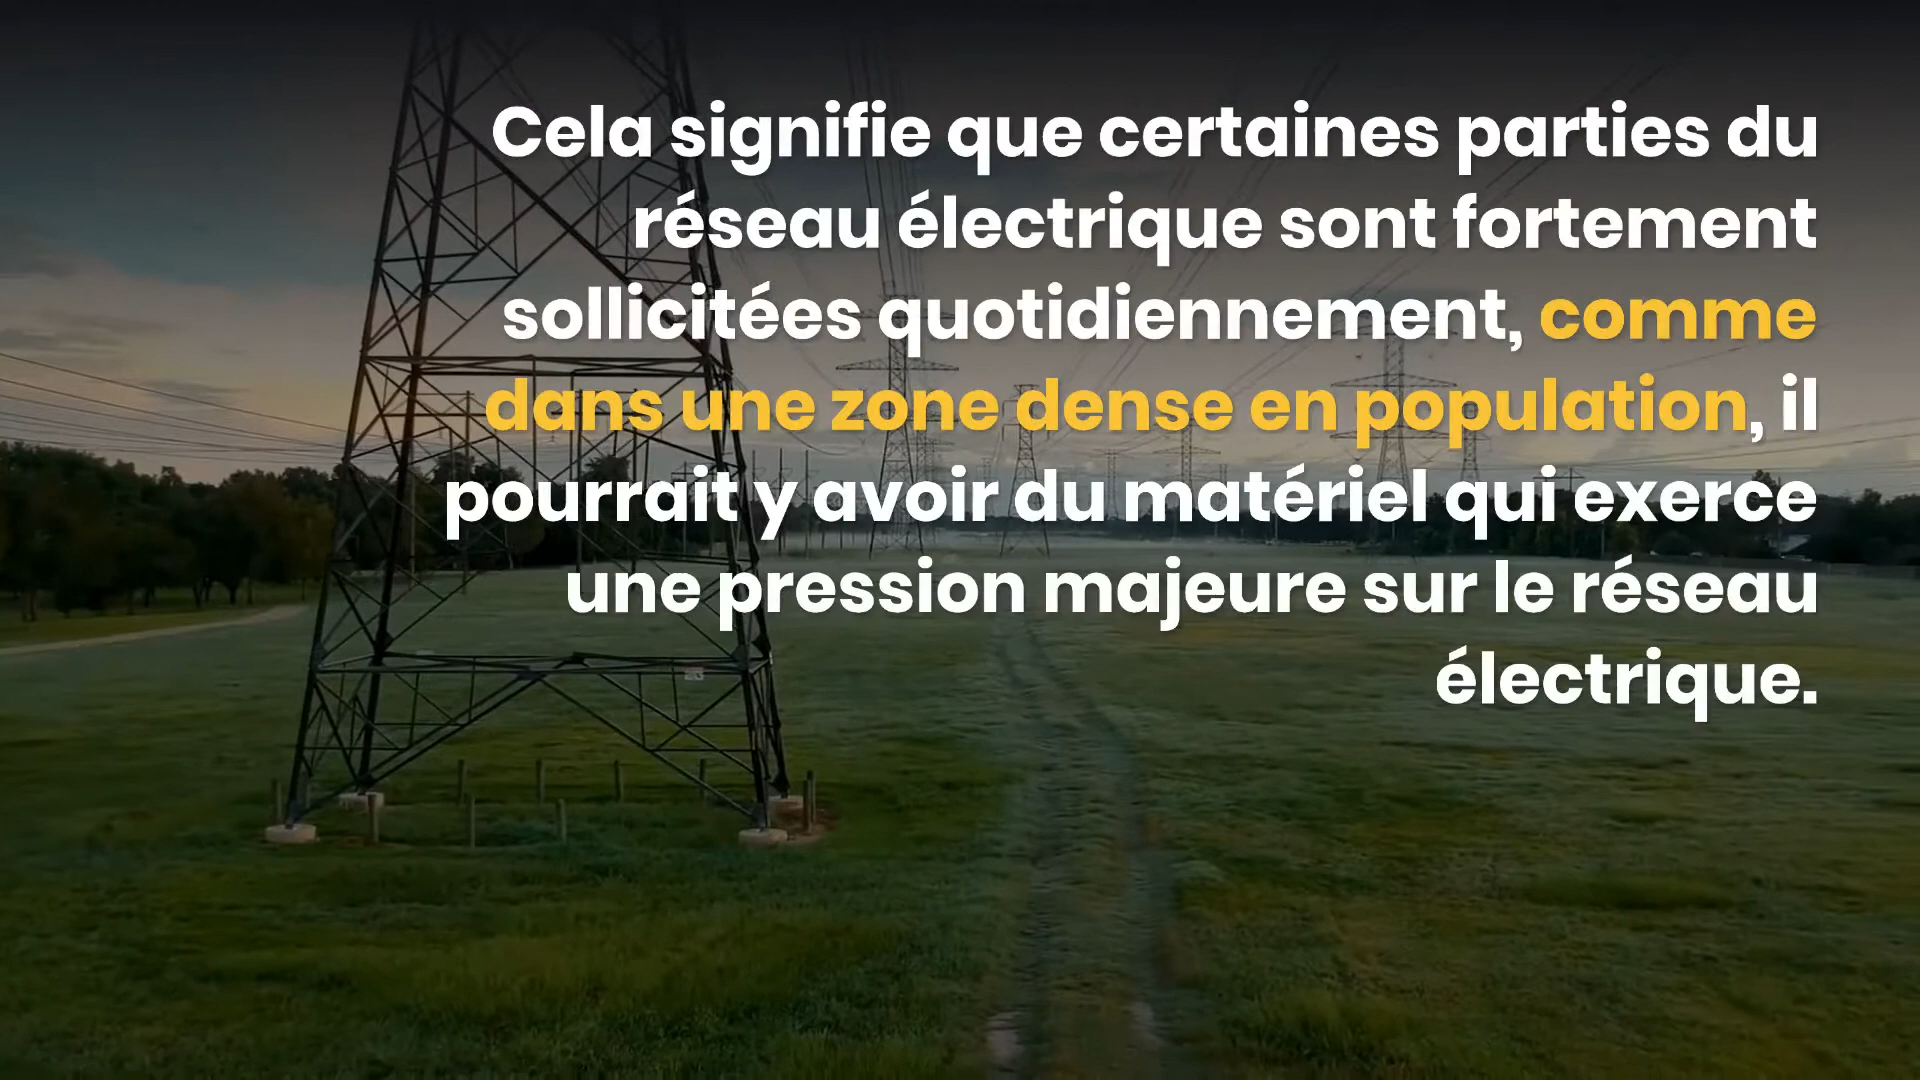 Cela signifie que certaines parties du
réseau électrique sont fortement
sollicitées quotidiennement, comme
dans une zone dense en population, il
pourrait y avoir du matériel qui exerce
une pression majeure sur le réseau
électrique.